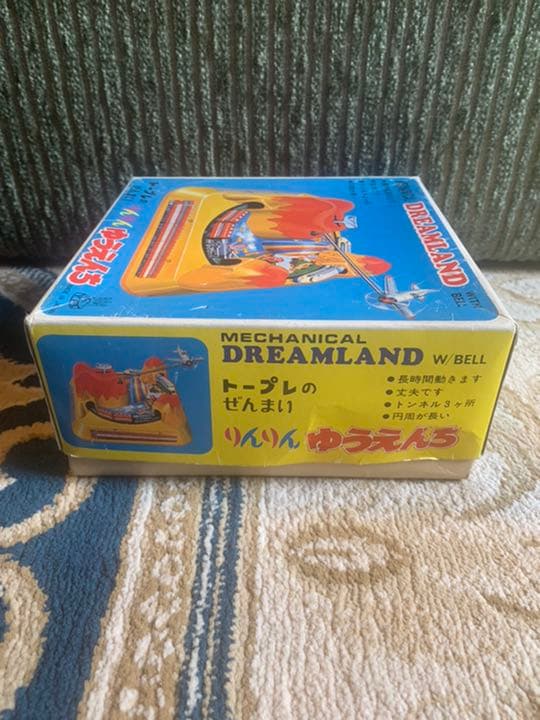 DREAMLAND
WITH
BELL
ゆうえんち
MECHANICAL
DREAMLAND W/BELL
トープレの
ぜんまい
●長時間動きます
●丈夫です
●トンネル3ヶ所
●円周が長い
りんりん ゆうえんち